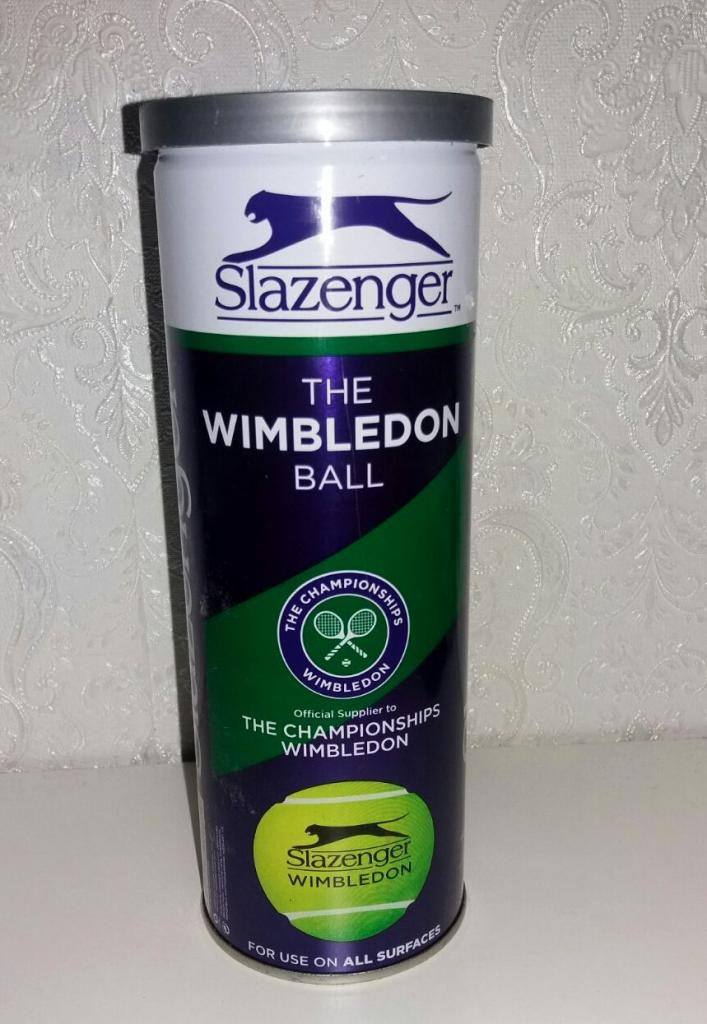 Slazenger™
THE
WIMBLEDON
BALL
THE CHAMPIONSHIPS
WIMBLEDON
Official Supplier to
THE CHAMPIONSHIPS
WIMBLEDON
Slazenger
WIMBLEDON
FOR USE ON ALL SURFACES